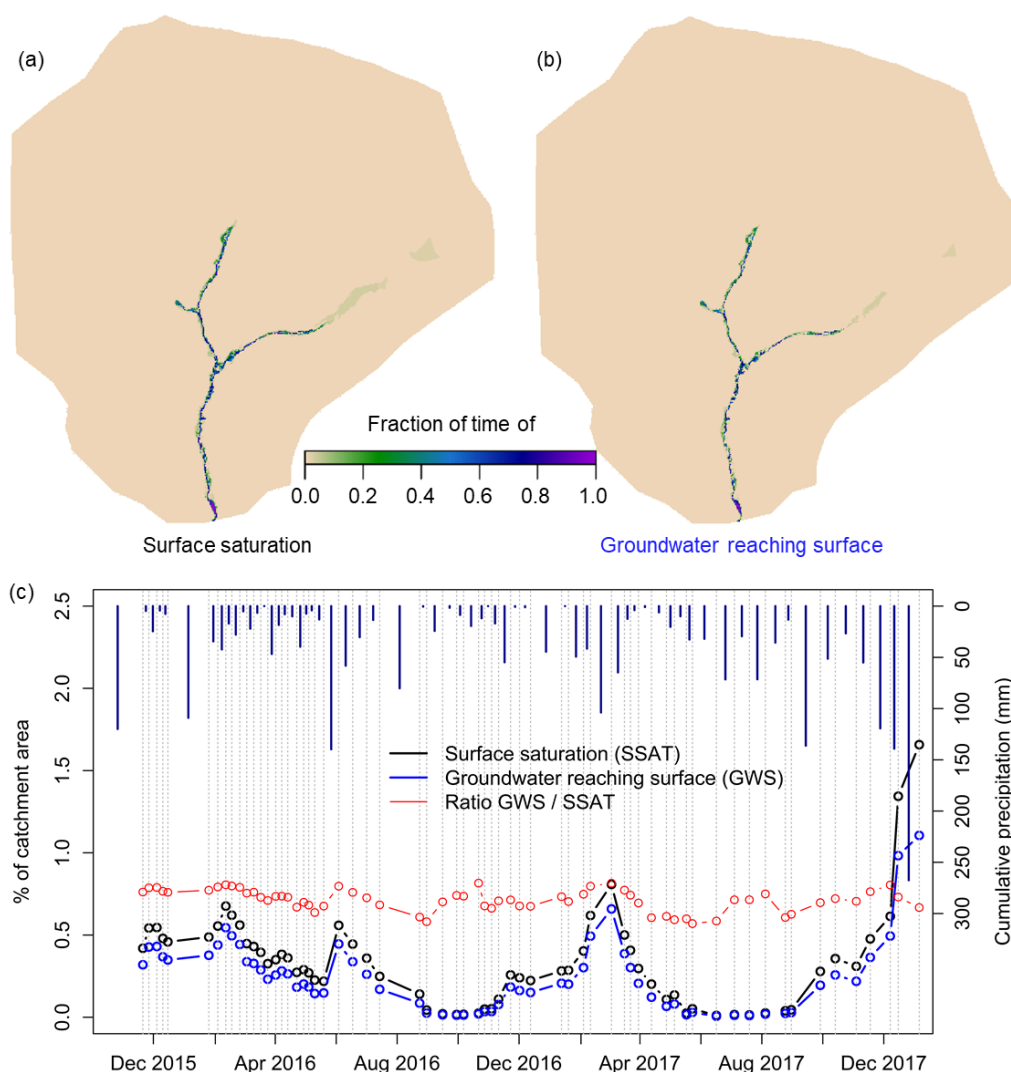 (a)
(b)
Fraction of time of
0.0 0.2 0.4 0.6 0.8 1.0
Surface saturation
Groundwater reaching surface
(c)
% of catchment area
2.5
2.0
1.5
1.0
0.5
0.0
Surface saturation (SSAT)
Groundwater reaching surface (GWS)
Ratio GWS / SSAT
0
50
100
150
200
250
300
Cumulative precipitation (mm)
Dec 2015 Apr 2016 Aug 2016 Dec 2016 Apr 2017 Aug 2017 Dec 2017